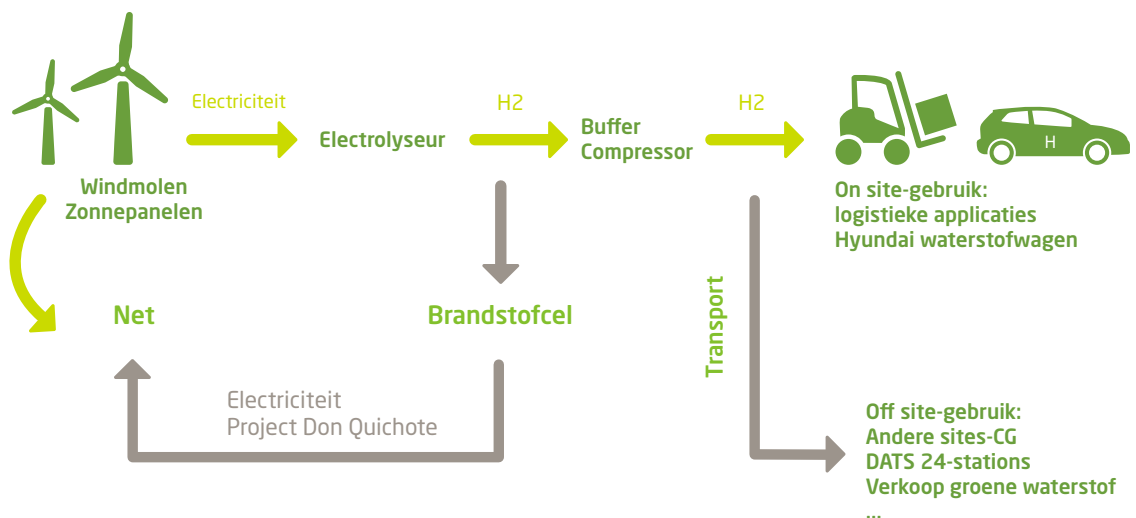 Electriciteit
H2
H2
Electrolyseur
Buffer
Compressor
H
Windmolen
Zonnepanelen
On site-gebruik:
logistieke applicaties
Hyundai waterstofwagen
Net
Brandstofcel
Transport
Electriciteit
Project Don Quichote
Off site-gebruik:
Andere sites-CG
DATS 24-stations
Verkoop groene waterstof
...